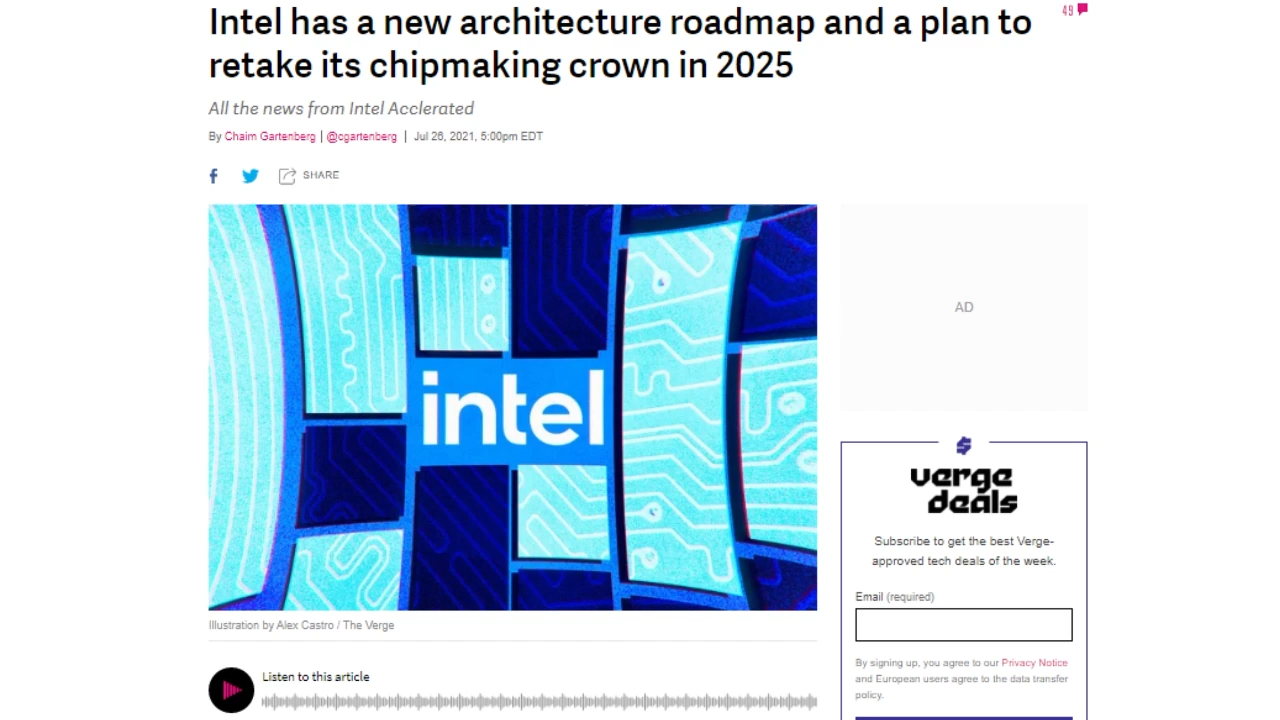 Intel has a new architecture roadmap and a plan to
retake its chipmaking crown in 2025
49
All the news from Intel Acclerated
By Chaim Gartenberg | @cgartenberg | Jul 26, 2021, 5:00pm EDT
SHARE
intel
AD
verge
deals
Subscribe to get the best Verge-
approved tech deals of the week.
Email (required)
By signing up, you agree to our Privacy Notice
and European users agree to the data transfer
policy.
Illustration by Alex Castro / The Verge
Listen to this article